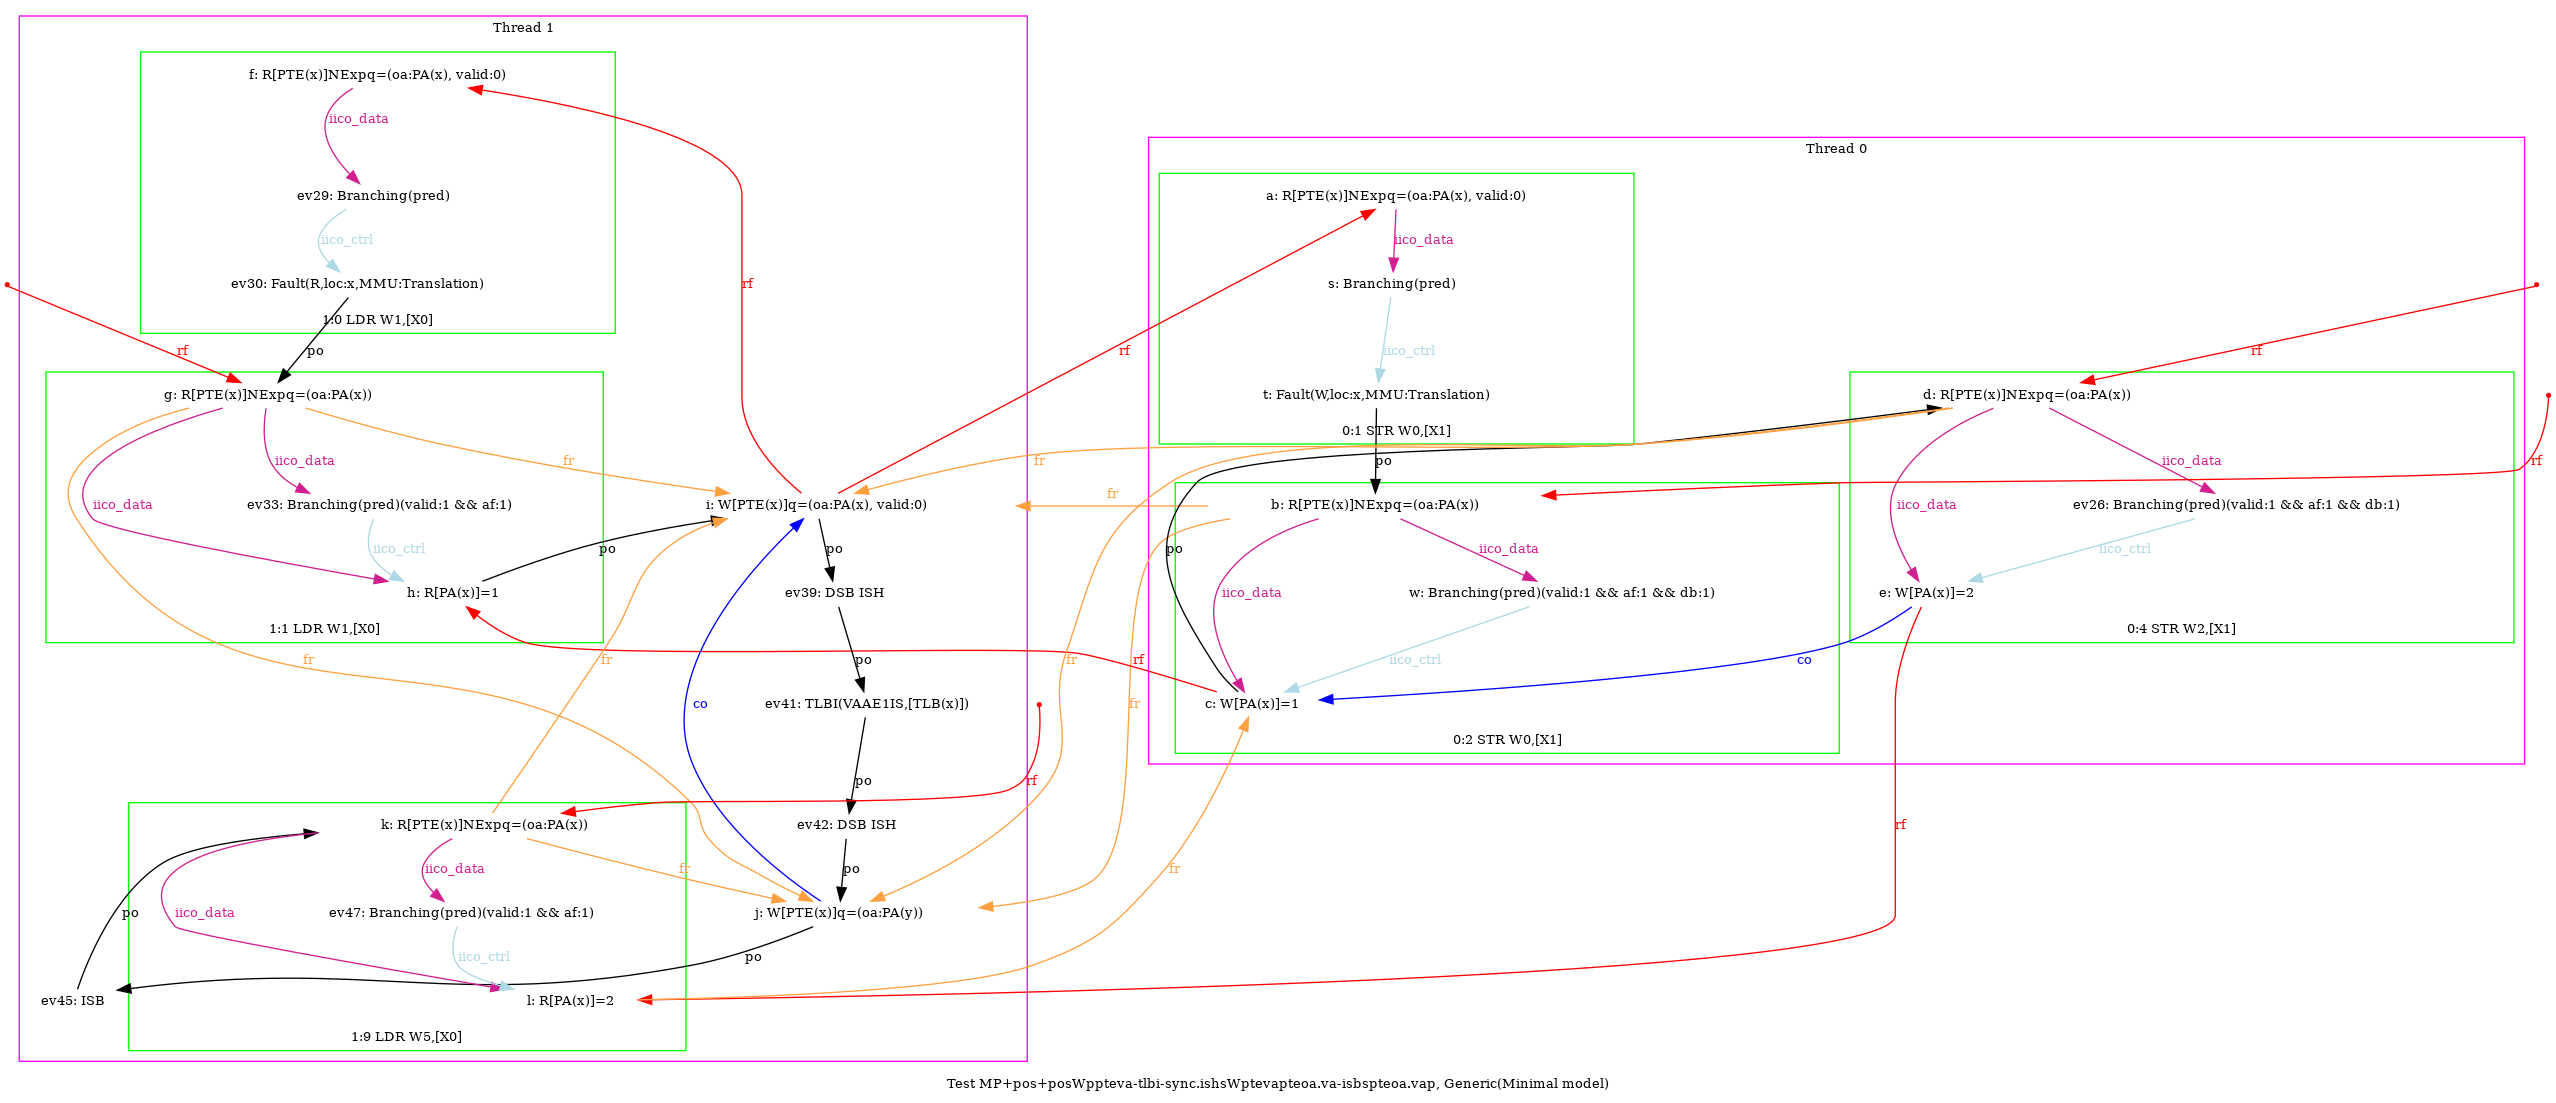 Thread 1
f: R[PTE(x)]NExpq=(oa:PA(x), valid:0)
iico_data
ev29: Branching(pred)
iico_ctrl
ev30: Fault(R,loc:x,MMU:Translation)
1:0 LDR W1,[X0]
rf
po
g: R[PTE(x)]NExpq=(oa:PA(x))
iico_data
iico_data
fr
ev33: Branching(pred)(valid:1 && af:1)
iico_ctrl
h: R[PA(x)]=1
1:1 LDR W1,[X0]
rf
i: W[PTE(x)]q=(oa:PA(x), valid:0)
po
po
ev39: DSB ISH
fr
fr
po
co
ev41: TLBI(VAAE1IS,[TLB(x)])
po
rf
k: R[PTE(x)]NExpq=(oa:PA(x))
ev42: DSB ISH
iico_data
fr
po
po
iico_data
ev47: Branching(pred)(valid:1 && af:1)
j: W[PTE(x)]q=(oa:PA(y))
iico_ctrl
po
ev45: ISB
l: R[PA(x)]=2
1:9 LDR W5,[X0]
Thread 0
a: R[PTE(x)]NExpq=(oa:PA(x), valid:0)
iico_data
s: Branching(pred)
rf
iico_ctrl
rf
t: Fault(W,loc:x,MMU:Translation)
d: R[PTE(x)]NExpq=(oa:PA(x))
0:1 STR W0,[X1]
fr
po
iico_data
rf
fr
b: R[PTE(x)]NExpq=(oa:PA(x))
iico_data
ev26: Branching(pred)(valid:1 && af:1 && db:1)
po
iico_data
iico_ctrl
iico_data
w: Branching(pred)(valid:1 && af:1 && db:1)
e: W[PA(x)]=2
0:4 STR W2,[X1]
fr
rf
iico_ctrl
co
fr
c: W[PA(x)]=1
0:2 STR W0,[X1]
rf
fr
Test MP+pos+posWppteva-tlbi-sync.ishsWptevapteoa.va-isbspteoa.vap, Generic(Minimal model)